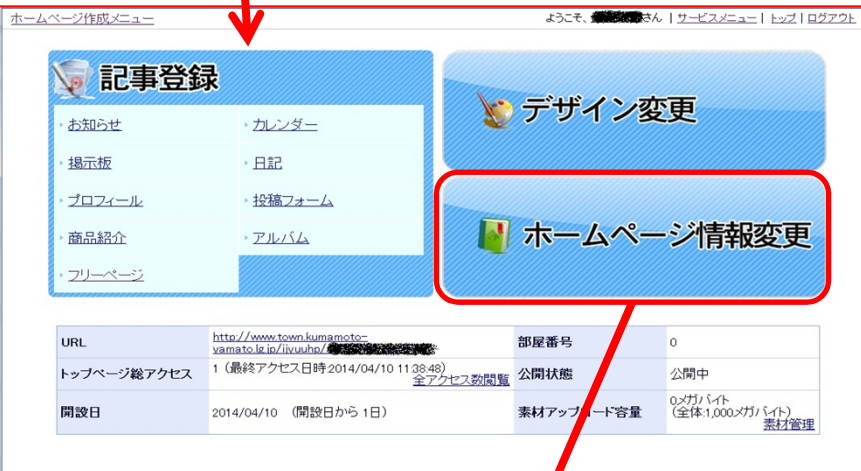 ホームページ作成メニュー
ようこそ、さん | サービスメニュー | トップ | ログアウト
記事登録
お知らせ
カレンダー
掲示板
日記
プロフィール
投稿フォーム
商品紹介
アルバム
フリーページ
デザイン変更
ホームページ情報変更
URL
http://www.town.kumamoto-
yamato.lg.jp/jiyuuhp/
部屋番号
0
トップページ総アクセス
1 (最終アクセス日時:2014/04/10 11:38:48)
全アクセス数閲覧
公開状態
公開中
開設日
2014/04/10 (開設日から 1日)
素材アップロード容量
0メガバイト
(全体:1,000メガバイト)
素材管理